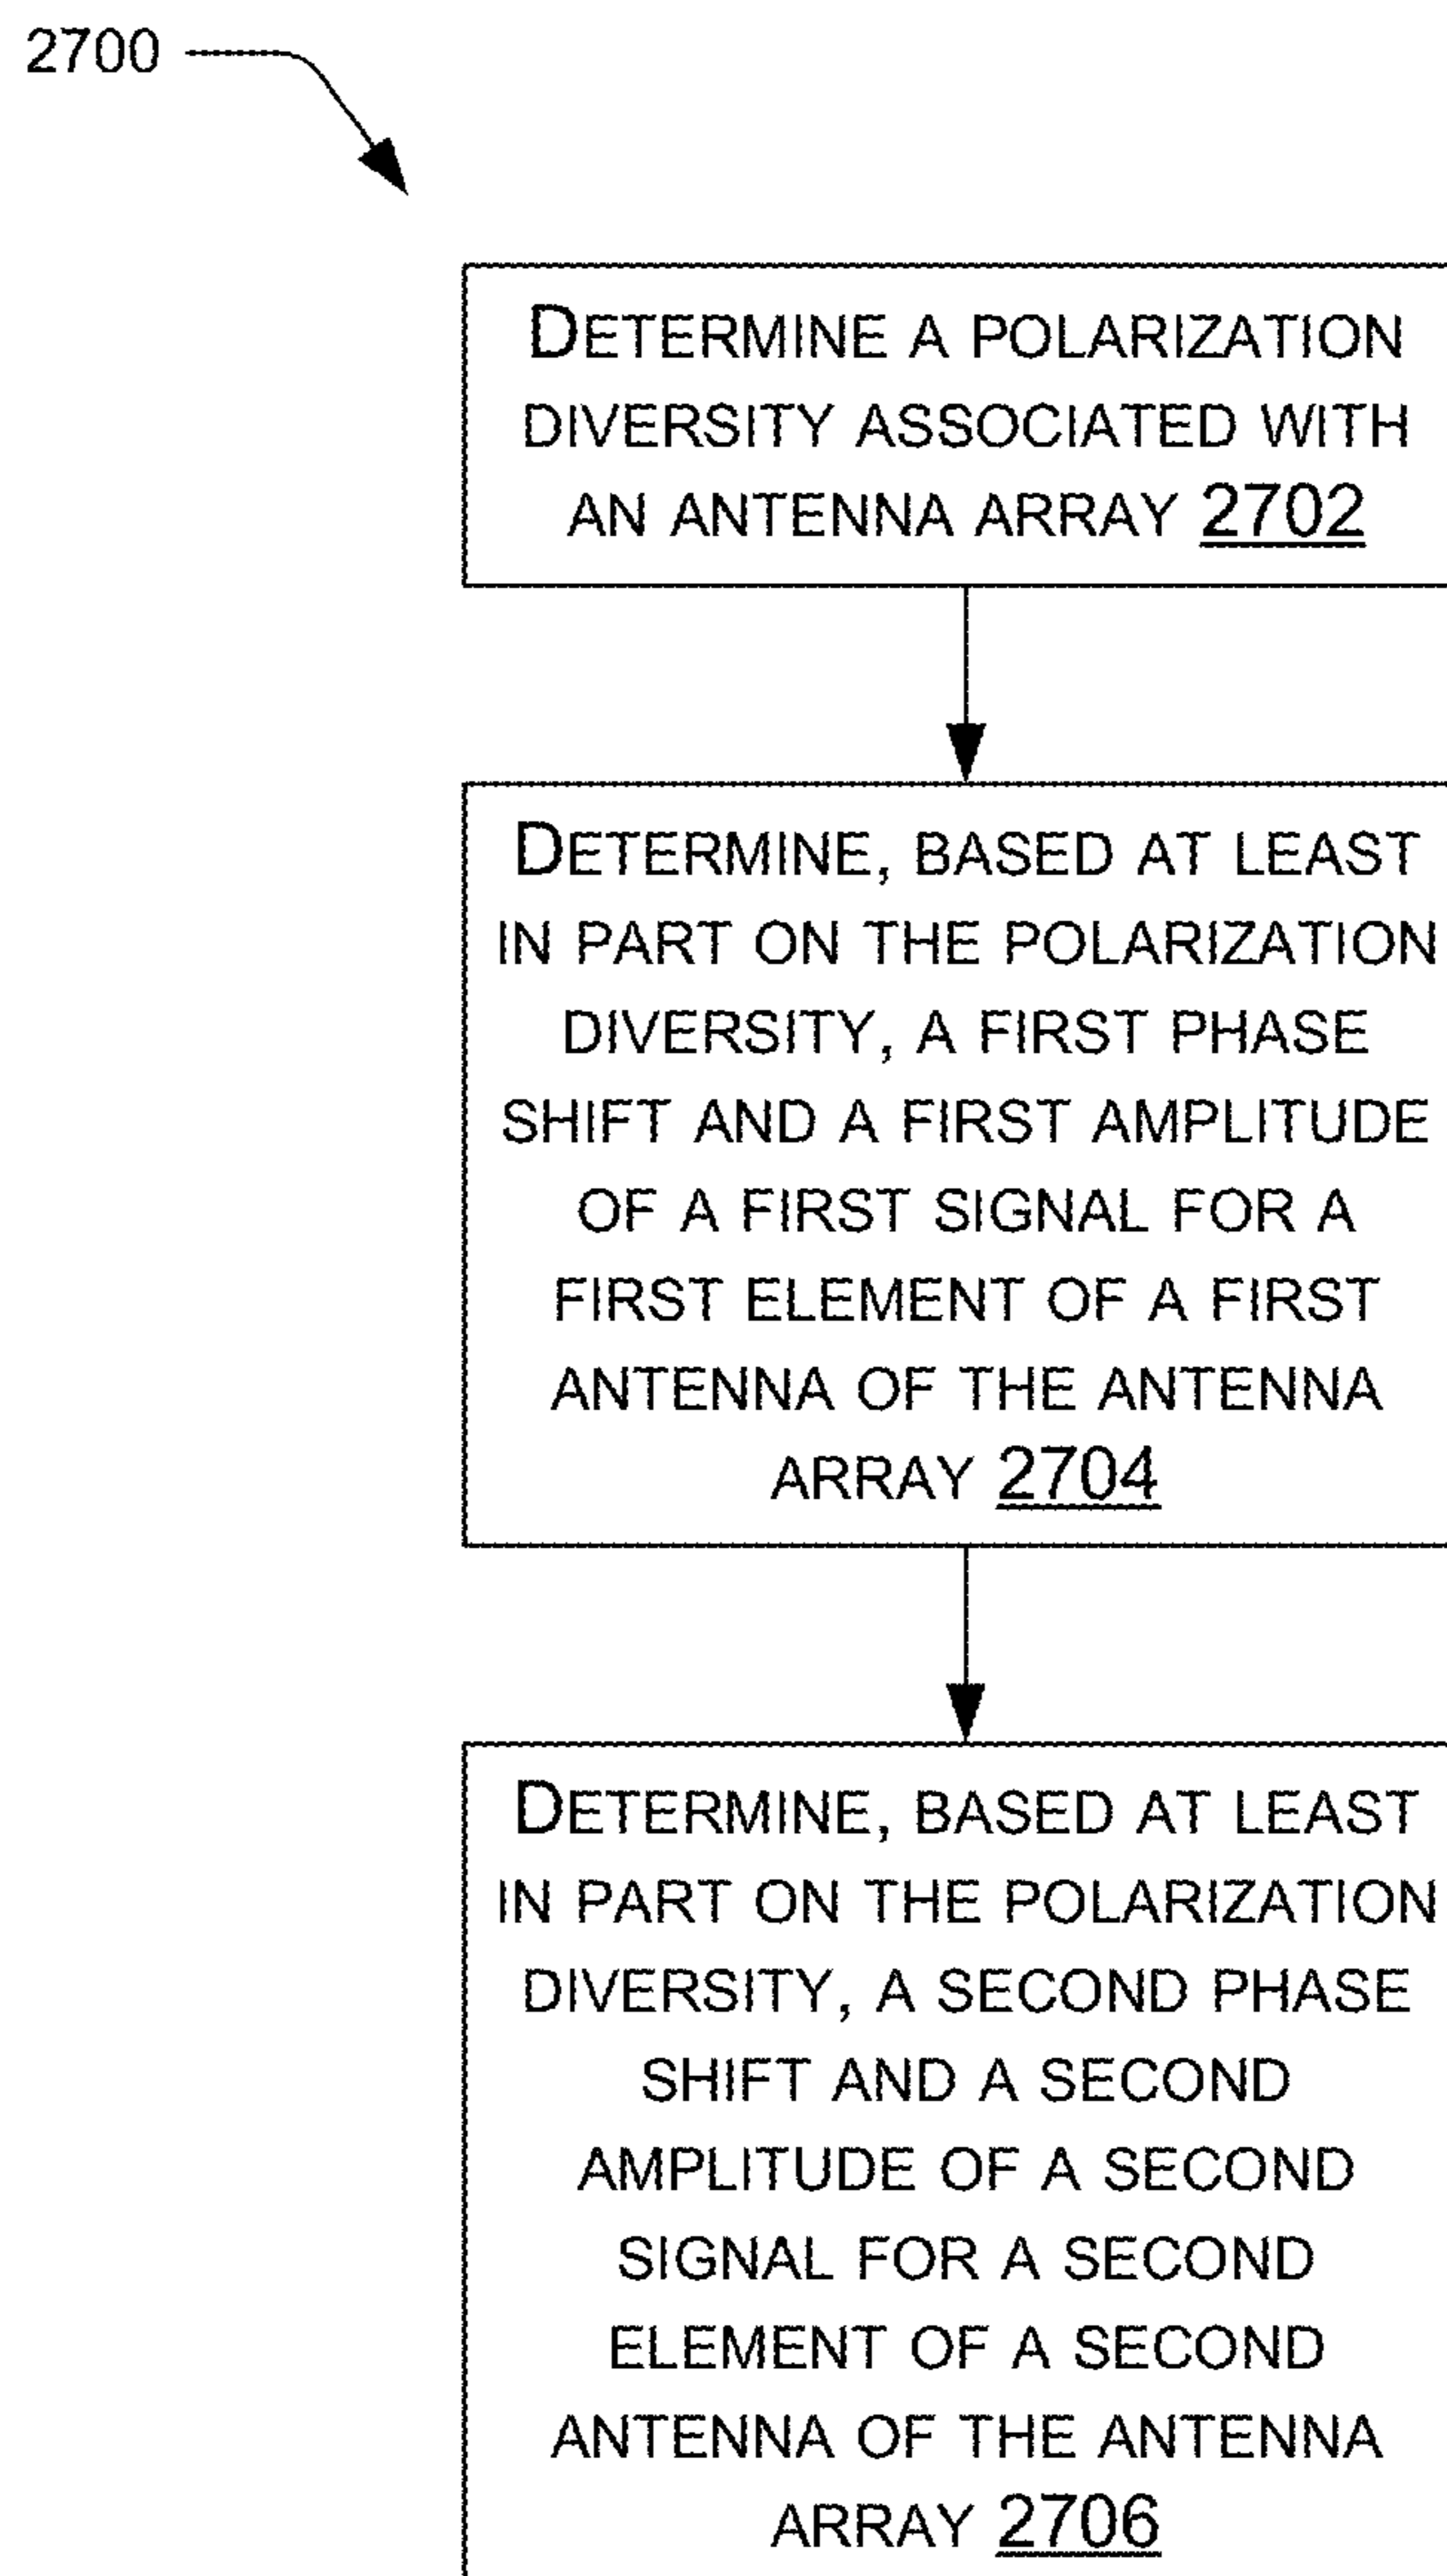 2700
DETERMINE A POLARIZATION
DIVERSITY ASSOCIATED WITH
AN ANTENNA ARRAY 2702
DETERMINE, BASED AT LEAST
IN PART ON THE POLARIZATION
DIVERSITY, A FIRST PHASE
SHIFT AND A FIRST AMPLITUDE
OF A FIRST SIGNAL FOR A
FIRST ELEMENT OF A FIRST
ANTENNA OF THE ANTENNA
ARRAY 2704
DETERMINE, BASED AT LEAST
IN PART ON THE POLARIZATION
DIVERSITY, A SECOND PHASE
SHIFT AND A SECOND
AMPLITUDE OF A SECOND
SIGNAL FOR A SECOND
ELEMENT OF A SECOND
ANTENNA OF THE ANTENNA
ARRAY 2706